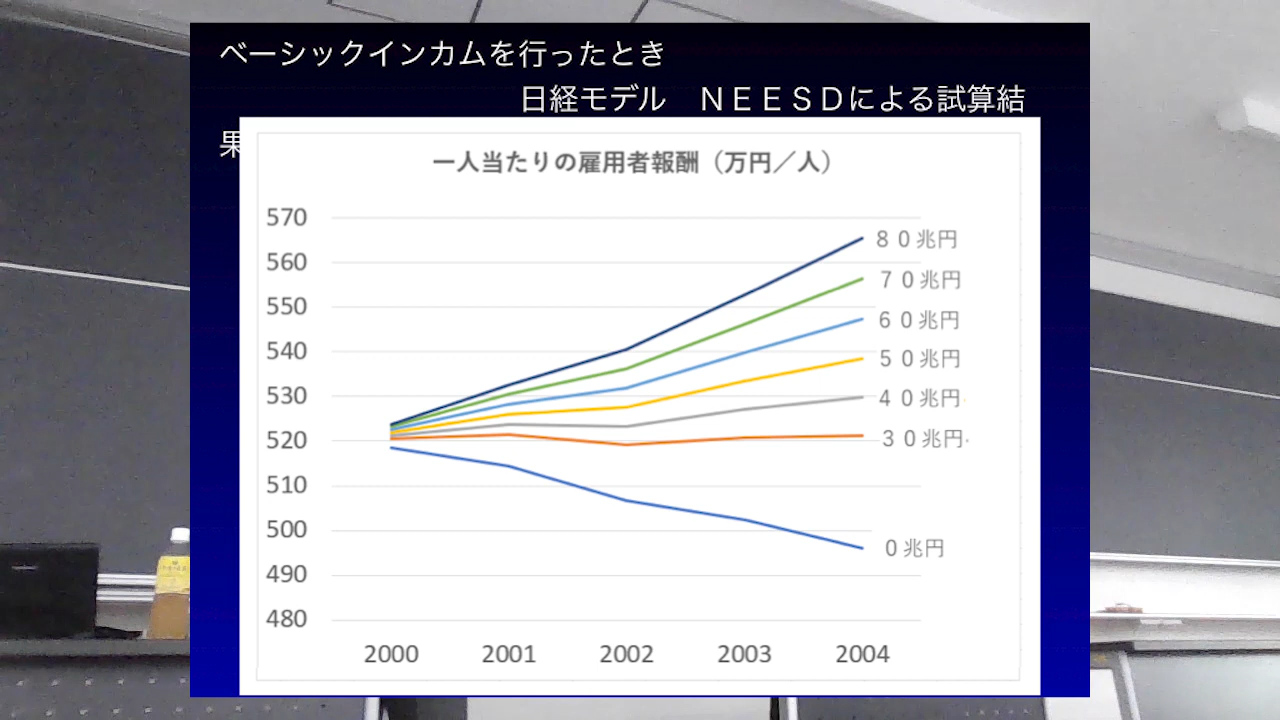 ベーシックインカムを行ったとき
日経モデル　ＮＥＥＳＤによる試算結
果
一人当たりの雇用者報酬（万円／人）
570
560
550
540
530
520
510
500
490
480
８０兆円
７０兆円
６０兆円
５０兆円
４０兆円
３０兆円
０兆円
2000 2001 2002 2003 2004